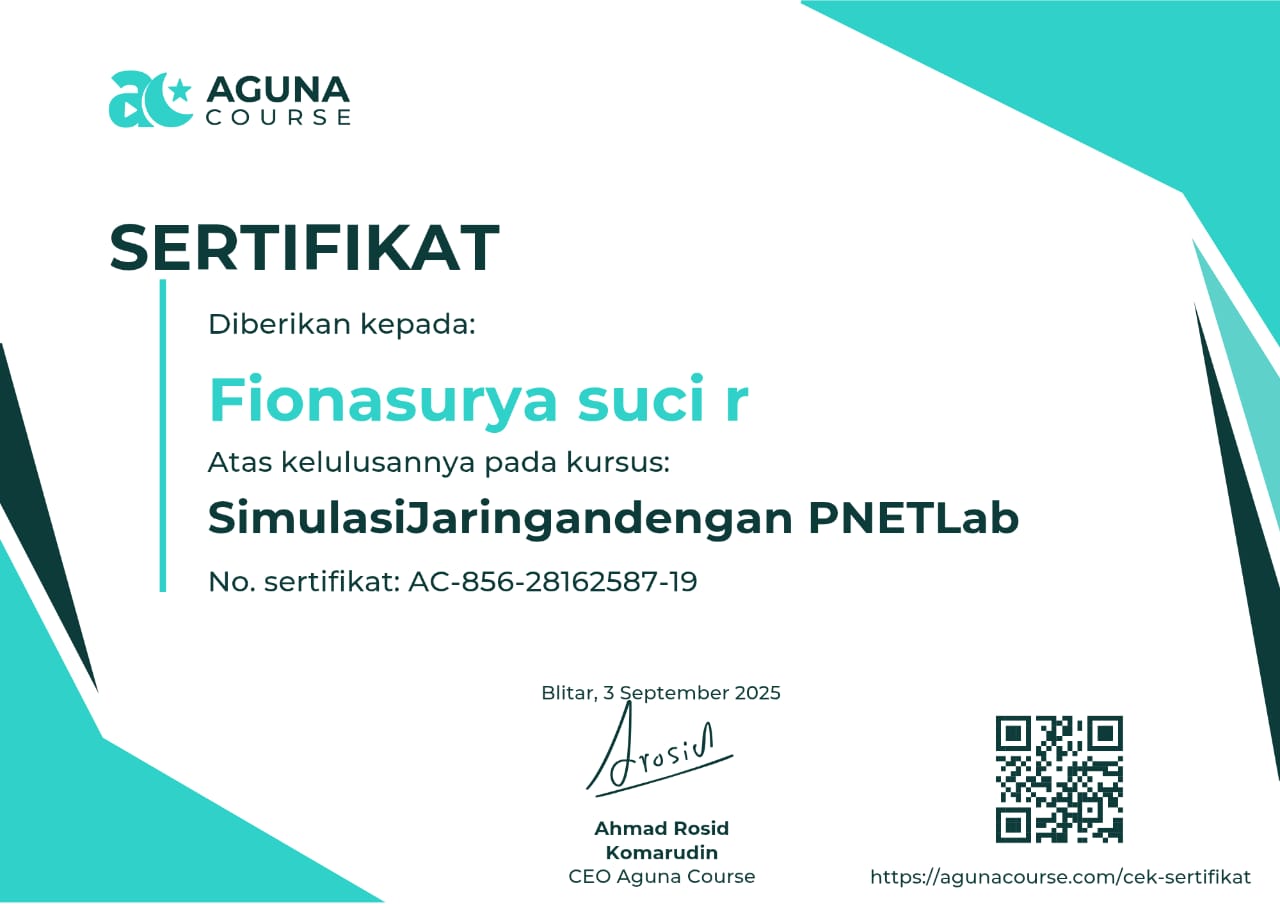 AGUNA
COURSE
SERTIFIKAT
Diberikan kepada:
Fionasurya suci r
Atas kelulusannya pada kursus:
SimulasiJaringandengan PNETLab
No. sertifikat: AC-856-28162587-19
Blitar, 3 September 2025
Arosid
Ahmad Rosid
Komarudin
CEO Aguna Course
https://agunacourse.com/cek-sertifikat